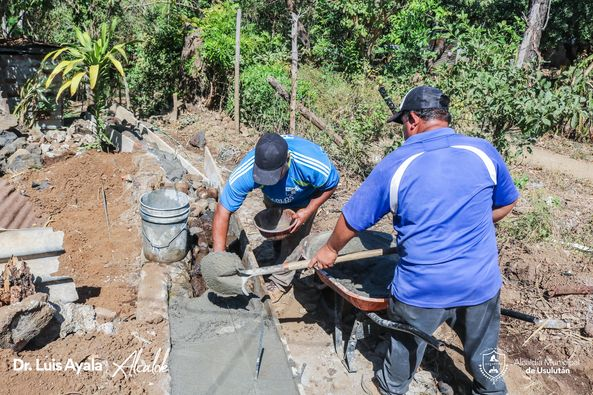 Dr. Luis Ayala Alcalde
Alcaldía Municipal
de Usulután